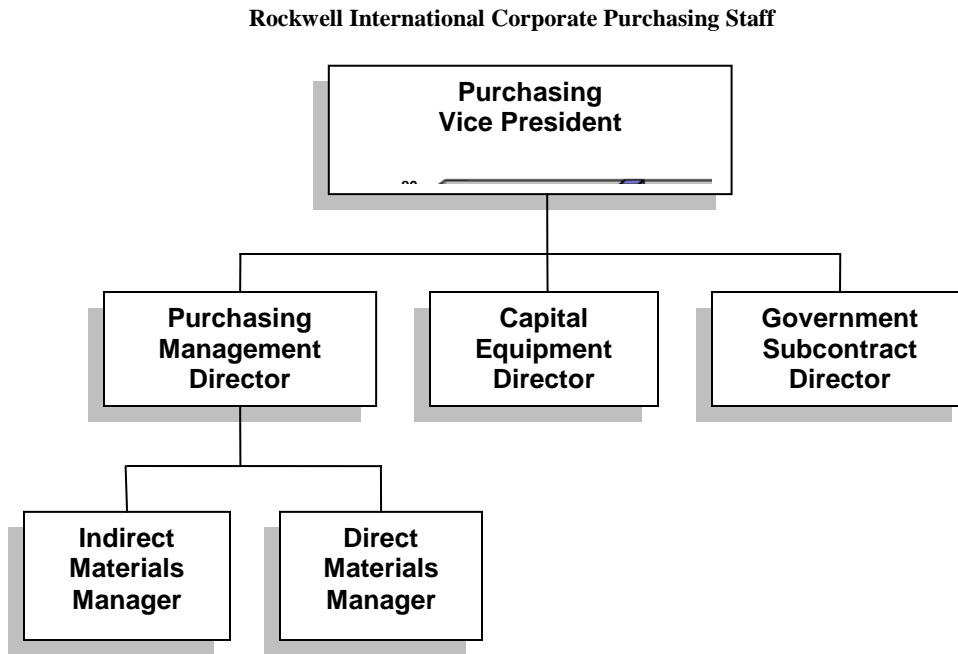 Rockwell International Corporate Purchasing Staff
Purchasing
Vice President
Purchasing
Management
Director
Capital
Equipment
Director
Government
Subcontract
Director
Indirect
Materials
Manager
Direct
Materials
Manager